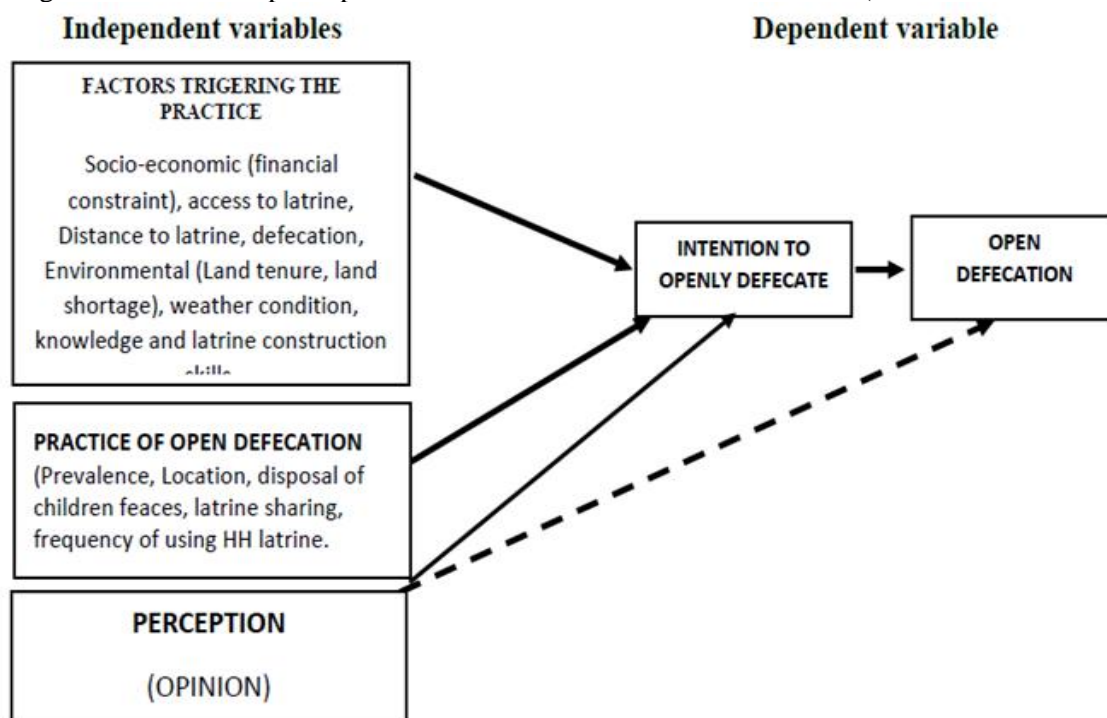 Independent variables
Dependent variable
FACTORS TRIGERING THE
PRACTICE
Socio-economic (financial
constraint), access to latrine,
Distance to latrine, defecation,
Environmental (Land tenure, land
shortage), weather condition,
knowledge and latrine construction
PRACTICE OF OPEN DEFECATION
(Prevalence, Location, disposal of
children feaces, latrine sharing,
frequency of using HH latrine.
PERCEPTION
(OPINION)
INTENTION TO
OPENLY DEFECATE
OPEN
DEFECATION